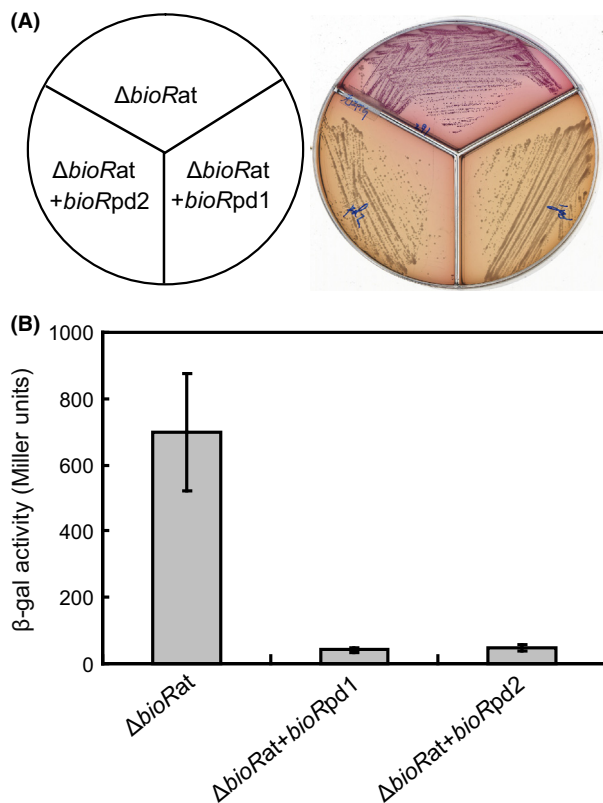 (A)
ΔbioRat
ΔbioRat
+bioRpd2
ΔbioRat
+bioRpd1
(B)
β-gal activity (Miller units)
1000
800
600
400
200
0
ΔbioRat
ΔbioRat+bioRpd1
ΔbioRat+bioRpd2